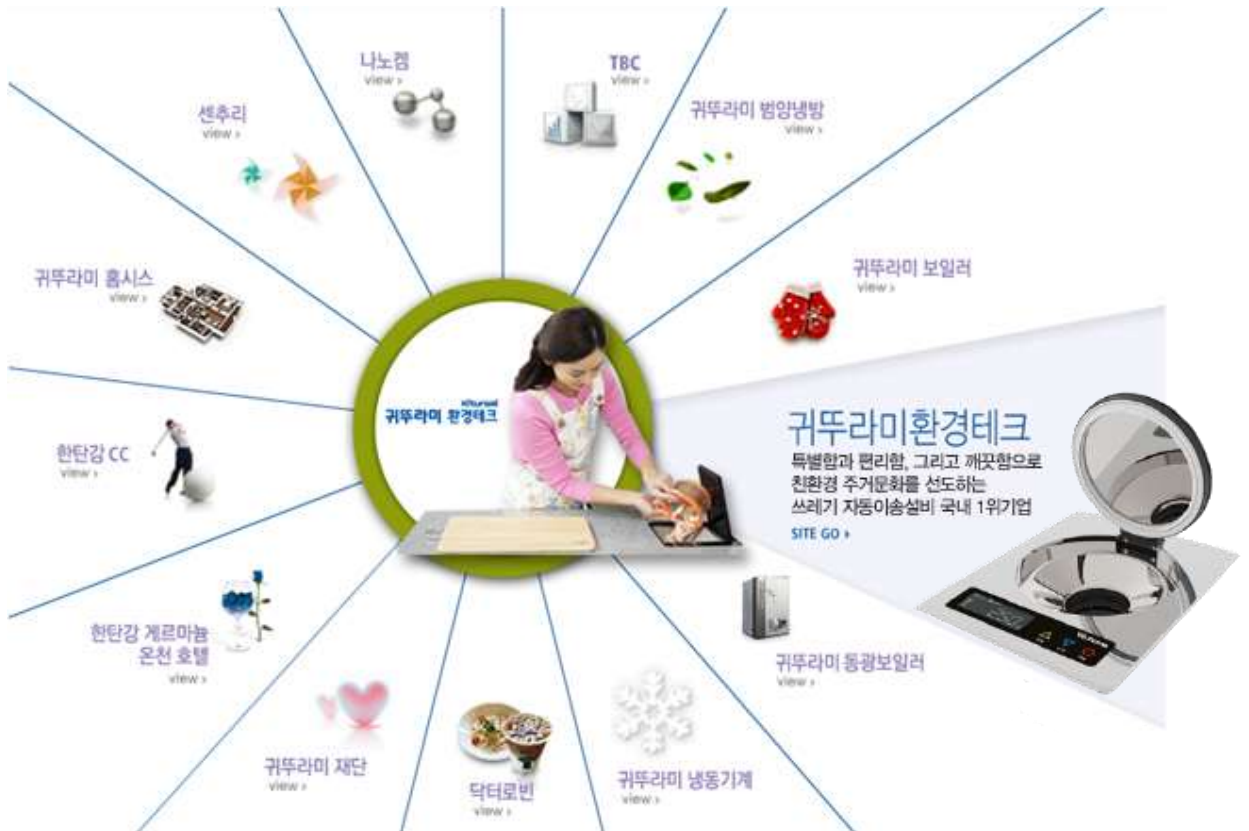 나노켐
view >
TBC
view >
센추리
view >
귀뚜라미 범양냉방
view >
귀뚜라미 홈시스
view >
귀뚜라미 보일러
view >
Kiturami
귀뚜라미 환경테크
귀뚜라미환경테크
특별함과 편리함, 그리고 깨끗함으로
친환경 주거문화를 선도하는
쓰레기 자동이송설비 국내 1위기업
SITE GO >
한탄강 CC
view >
한탄강 게르마늄
온천 호텔
view >
귀뚜라미 동광보일러
view >
귀뚜라미 재단
view >
닥터로빈
view >
귀뚜라미 냉동기계
view >